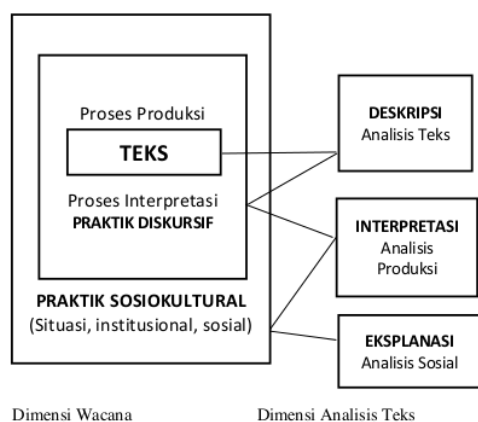 Proses Produksi
TEKS
Proses Interpretasi
PRAKTIK DISKURSIF
PRAKTIK SOSIOKULTURAL
(Situasi, institusional, sosial)
DESKRIPSI
Analisis Teks
INTERPRETASI
Analisis
Produksi
EKSPLANASI
Analisis Sosial
Dimensi Wacana
Dimensi Analisis Teks